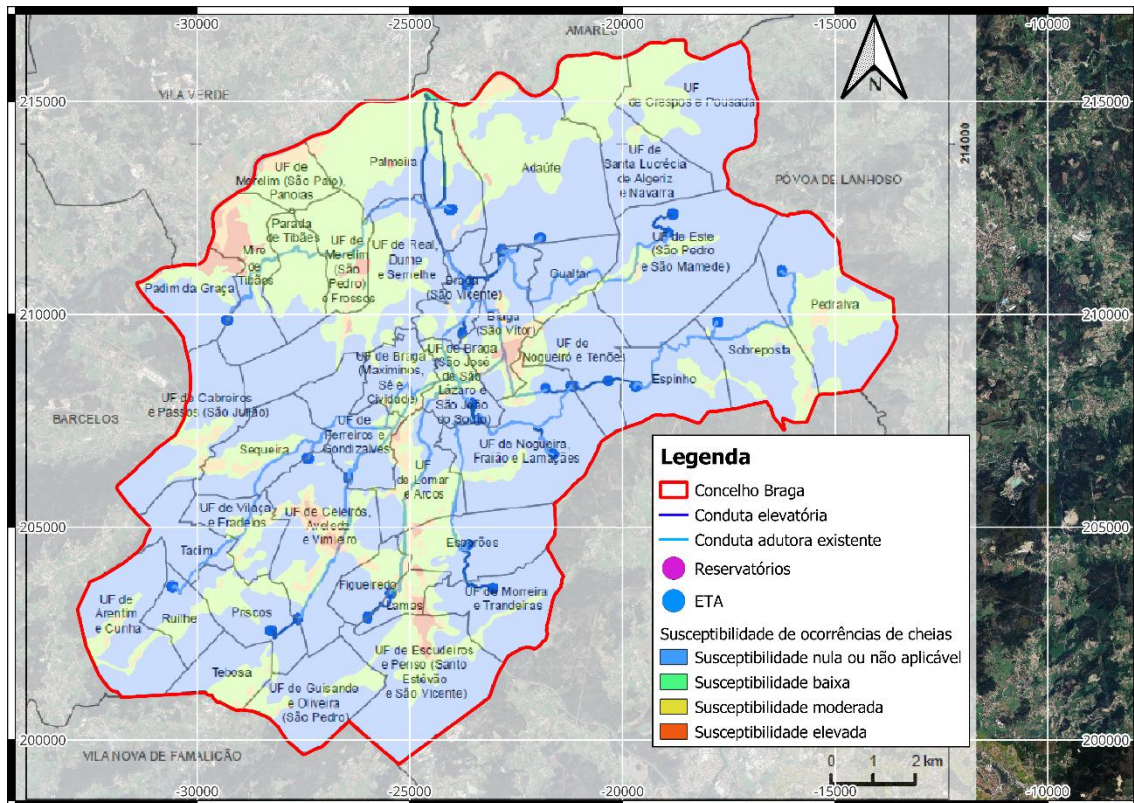 -30000
-25000
-20000
-15000
-10000
AMARES
VILA VERDE
215000
215000
214000
UF
de Crespos e Pousada
UF de
Merelim (São Paio),
Panoias
e
Parada
de Tibães
Palmeira
Adaúfe
UF de
Santa Lucrécia
de Algeriz
e Navarra
PÓVOA DE LANHOSO
Mire
de
Tibães
UF de
Merelim
(São
Pedro)
e Frossos
UF de Real,
Dume
e Semelhe
UF de Este
(São Pedro
e São Mamede)
Padim da Graça
Gualtar
Braga
(São Vicente)
Pedralva
210000
210000
Braga
(São Vítor)
UF de
Nogueiró e Tenões
Sobreposta
UF de Braga
(Maximinos,
Sé e
Cividade)
UF de Braga
(São José
de São
Lázaro e
São João
do Souto)
Espinho
UF de Cabreiros
e Passos (São Julião)
BARCELOS
UF de
Ferreiros e
Gondizalves
Sequeira
UF de Nogueira,
Fraião e Lamaçães
UF
de Lomar
e Arcos
UF de Vilaça
e Fradelos
UF de Celeirós,
Aveleda
e Vimieiro
205000
205000
Tadim
Esporões
Figueiredo
UF de Morreira
e Trandeiras
UF de
Arentim
e Cunha
Ruilhe
Priscos
Lamas
UF de Escudeiros
e Penso (Santo
Estêvão
e São Vicente)
Tebosa
UF de Guisande
e Oliveira
(São Pedro)
200000
200000
VILA NOVA DE FAMALICÃO
-30000
-25000
-20000
-15000
-10000
N
Legenda
Concelho Braga
Conduta elevatória
Conduta adutora existente
Reservatórios
ETA
Susceptibilidade de ocorrências de cheias
Susceptibilidade nula ou não aplicável
Susceptibilidade baixa
Susceptibilidade moderada
Susceptibilidade elevada
0 1 2 km